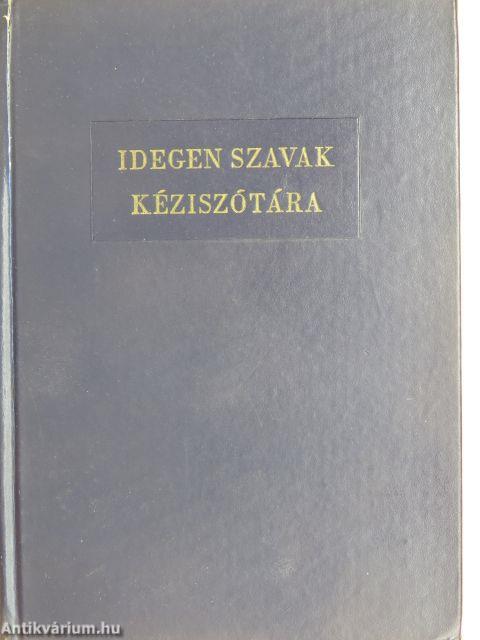 IDEGEN SZAVAK
KÉZISZÓTÁRA
Antikvárium.hu